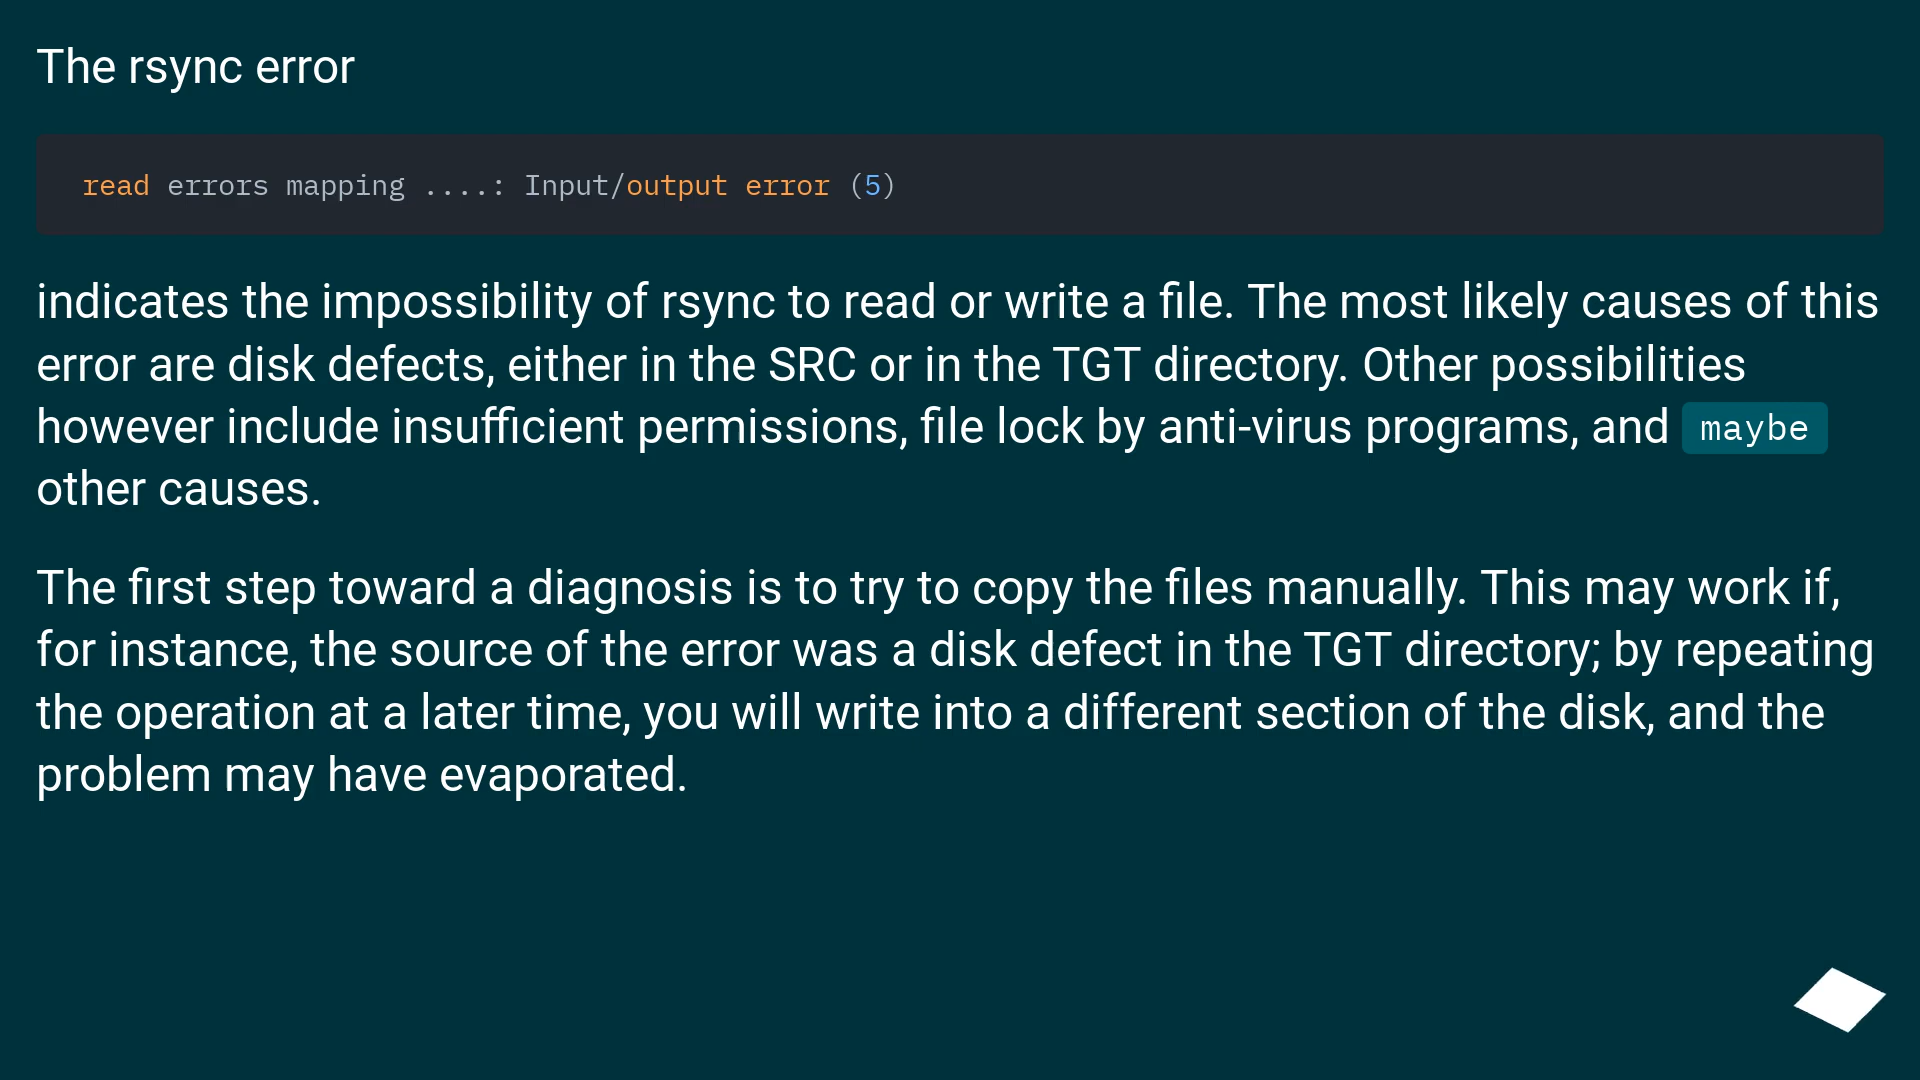 The rsync error
read errors mapping ....: Input/output error (5)
indicates the impossibility of rsync to read or write a file. The most likely causes of this
error are disk defects, either in the SRC or in the TGT directory. Other possibilities
however include insufficient permissions, file lock by anti-virus programs, and maybe
other causes.
The first step toward a diagnosis is to try to copy the files manually. This may work if,
for instance, the source of the error was a disk defect in the TGT directory; by repeating
the operation at a later time, you will write into a different section of the disk, and the
problem may have evaporated.